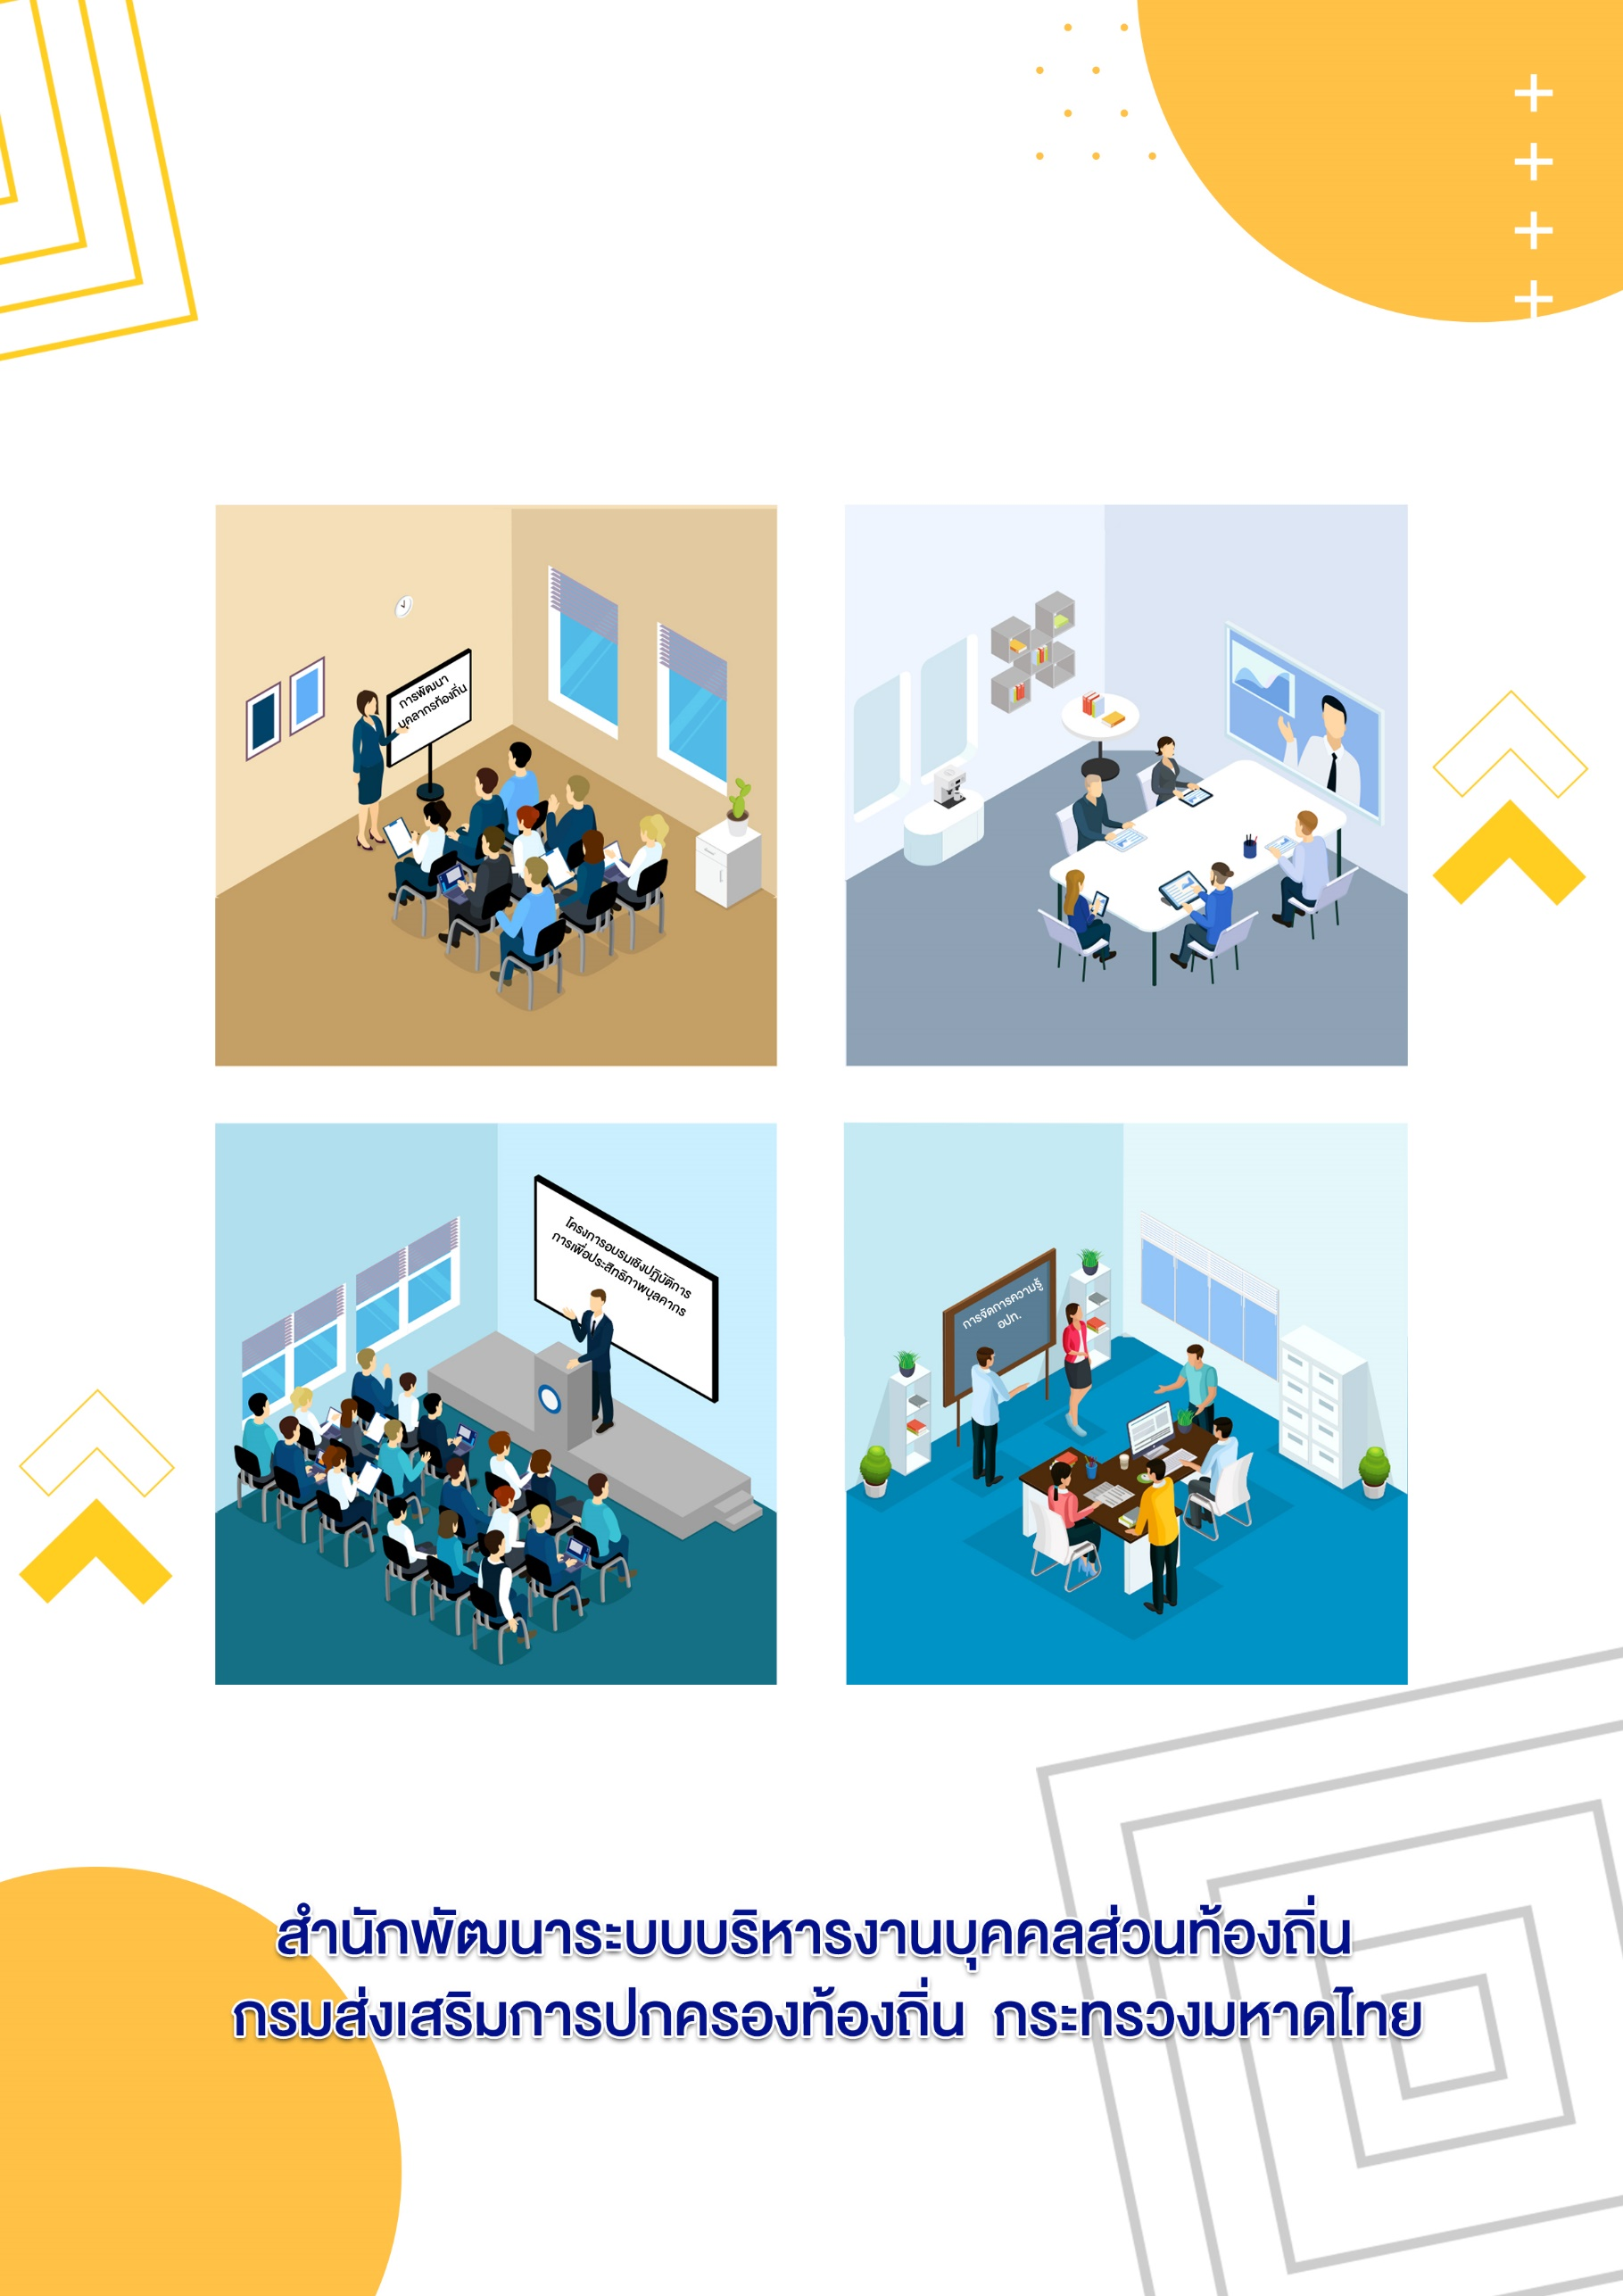 การพัฒนา
บุคลากรท้องถิ่น
โครงการอบรมเชิงปฏิบัติการ
การเพื่อประสิทธิภาพบุลคากร
การจัดการความรู้
อปท.
สำนักพัฒนาระบบบริหารงานบุคคลส่วนท้องถิ่น
กรมส่งเสริมการปกครองท้องถิ่น กระทรวงมหาดไทย